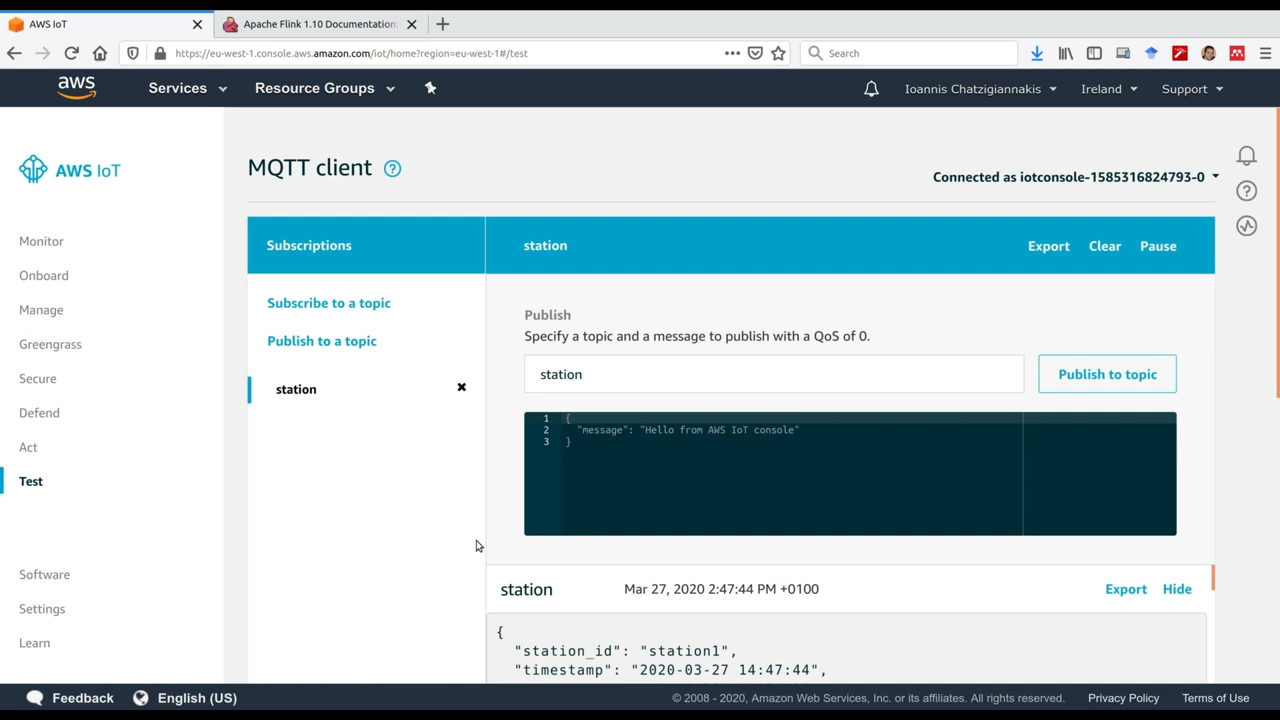 AWS IoT
Apache Flink 1.10 Documentation:
https://eu-west-1.console.aws.amazon.com/iot/home?region=eu-west-1#/test
Search
aws
Services
Resource Groups
Ioannis Chatzigiannakis
Ireland
Support
AWS IoT
Monitor
Onboard
Manage
Greengrass
Secure
Defend
Act
Test
Software
Settings
Learn
MQTT client
Connected as iotconsole-1585316824793-0
Subscriptions
Subscribe to a topic
Publish to a topic
station
station
Export Clear Pause
Publish
Specify a topic and a message to publish with a QoS of 0.
station
Publish to topic
1 {
2 "message": "Hello from AWS IoT console"
3 }
station Mar 27, 2020 2:47:44 PM +0100 Export Hide
{
"station_id": "station1",
"timestamp": "2020-03-27 14:47:44",
Feedback
English (US)
© 2008 - 2020, Amazon Web Services, Inc. or its affiliates. All rights reserved.
Privacy Policy
Terms of Use